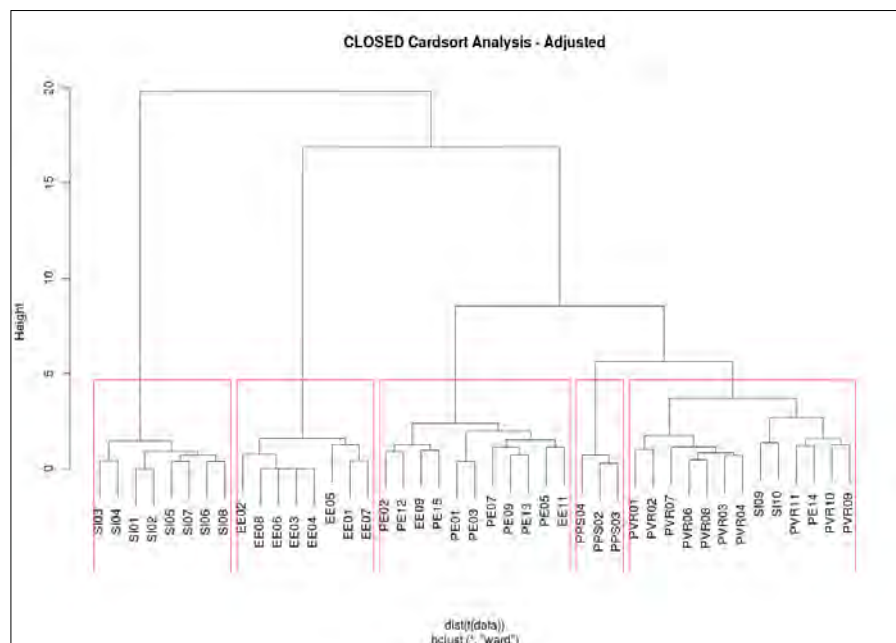 CLOSED Cardsort Analysis - Adjusted
20
15
10
5
0
Height
SI03
SI04
SI01
SI02
SI05
SI07
SI06
SI08
EE02
EE08
EE06
EE03
EE04
EE05
EE01
EE07
PE02
PE12
EE09
PE15
PE01
PE03
PE07
PE09
PE13
PE05
EE11
PPS04
PPS02
PPS03
PVR01
PVR02
PVR07
PVR06
PVR08
PVR03
PVR04
SI09
SI10
PVR11
PE14
PVR10
PVR09
dist(t(data))
hclust (*, "ward")